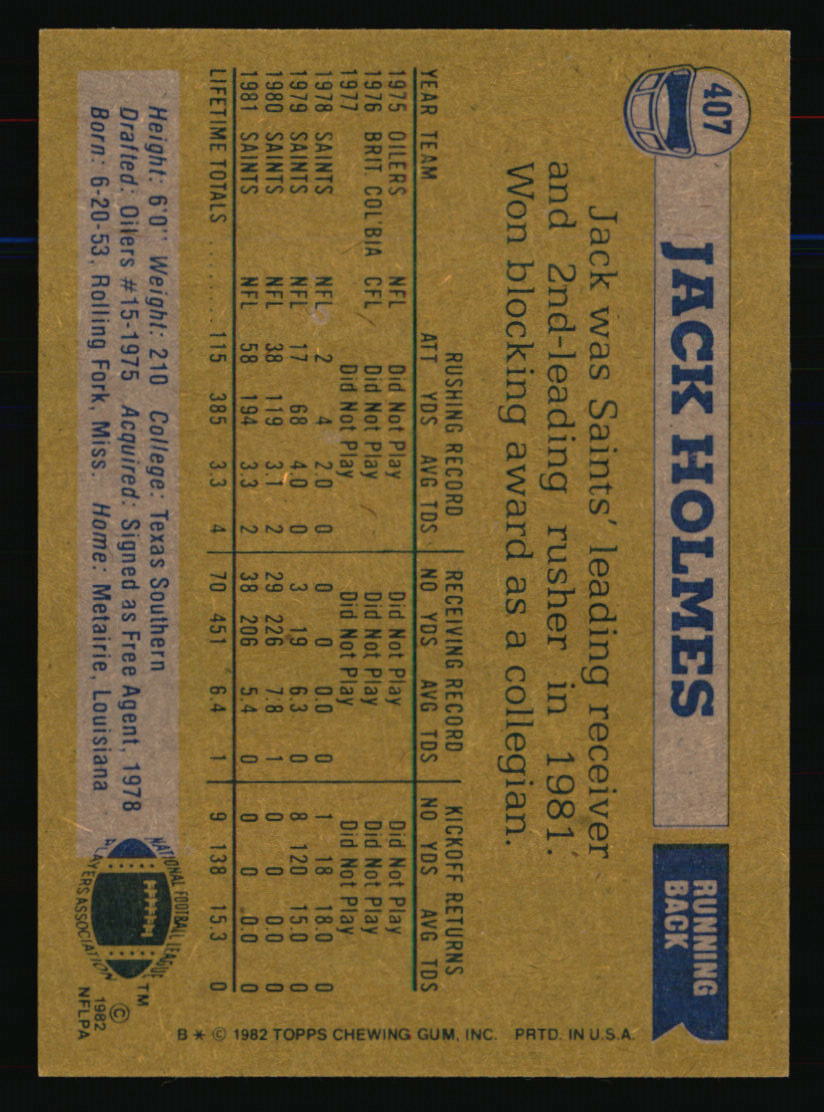 407
JACK HOLMES
RUNNING
BACK
Jack was Saints' leading receiver
and 2nd-leading rusher in 1981.
Won blocking award as a collegian.
RUSHING RECORD RECEIVING RECORD KICKOFF RETURNS
YEAR TEAM ATT YDS AVG TDS NO YDS AVG TDS NO YDS AVG TDS
1975 OILERS NFL Did Not Play Did Not Play Did Not Play
1976 BRIT COL'BIA CFL Did Not Play Did Not Play Did Not Play
1977 Did Not Play Did Not Play Did Not Play
1978 SAINTS NFL 2 4 2.0 0 0 0 0.0 0 1 18 18.0 0
1979 SAINTS NFL 17 68 4.0 0 3 19 6.3 0 8 120 15.0 0
1980 SAINTS NFL 38 119 3.1 2 29 226 7.8 1 0 0 0.0 0
1981 SAINTS NFL 58 194 3.3 2 38 206 5.4 0 0 0 0.0 0
LIFETIME TOTALS ........ 115 385 3.3 4 70 451 6.4 1 9 138 15.3 0
Height: 6'0" Weight: 210 College: Texas Southern
Drafted: Oilers #15-1975 Acquired: Signed as Free Agent, 1978
Born: 6-20-53, Rolling Fork, Miss. Home: Metairie, Louisiana
NATIONAL FOOTBALL LEAGUE
PLAYERS ASSOCIATION
TM
©
1982
NFLPA
B * © 1982 TOPPS CHEWING GUM, INC. PRTD. IN U.S.A.